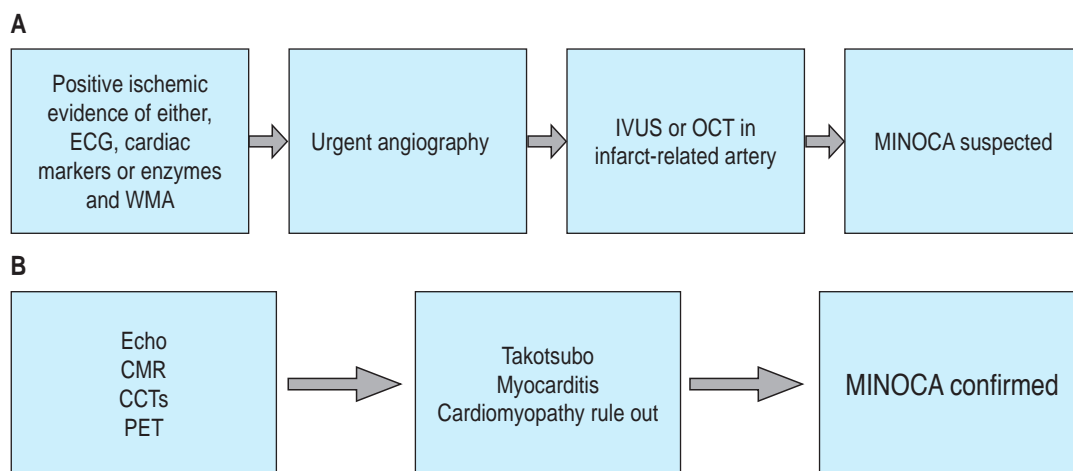 A
Positive ischemic
evidence of either,
ECG, cardiac
markers or enzymes
and WMA
Urgent angiography
IVUS or OCT in
infarct-related artery
MINOCA suspected
B
Echo
CMR
CCTs
PET
Takotsubo
Myocarditis
Cardiomyopathy rule out
MINOCA confirmed